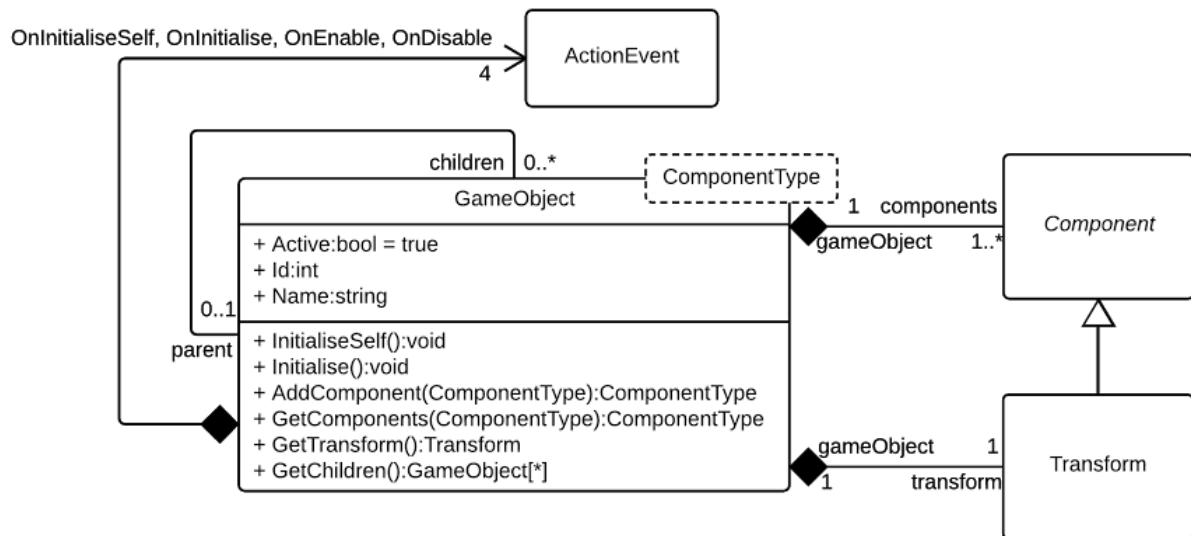 OnInitialiseSelf, OnInitialise, OnEnable, OnDisable
4
ActionEvent
children 0..*
ComponentType
GameObject
1 components
gameObject 1..*
Component
+ Active:bool = true
+ Id:int
+ Name:string
0..1
parent
+ InitialiseSelf():void
+ Initialise():void
+ AddComponent(ComponentType):ComponentType
+ GetComponents(ComponentType):ComponentType
+ GetTransform():Transform
+ GetChildren():GameObject[*]
gameObject 1
1 transform
Transform